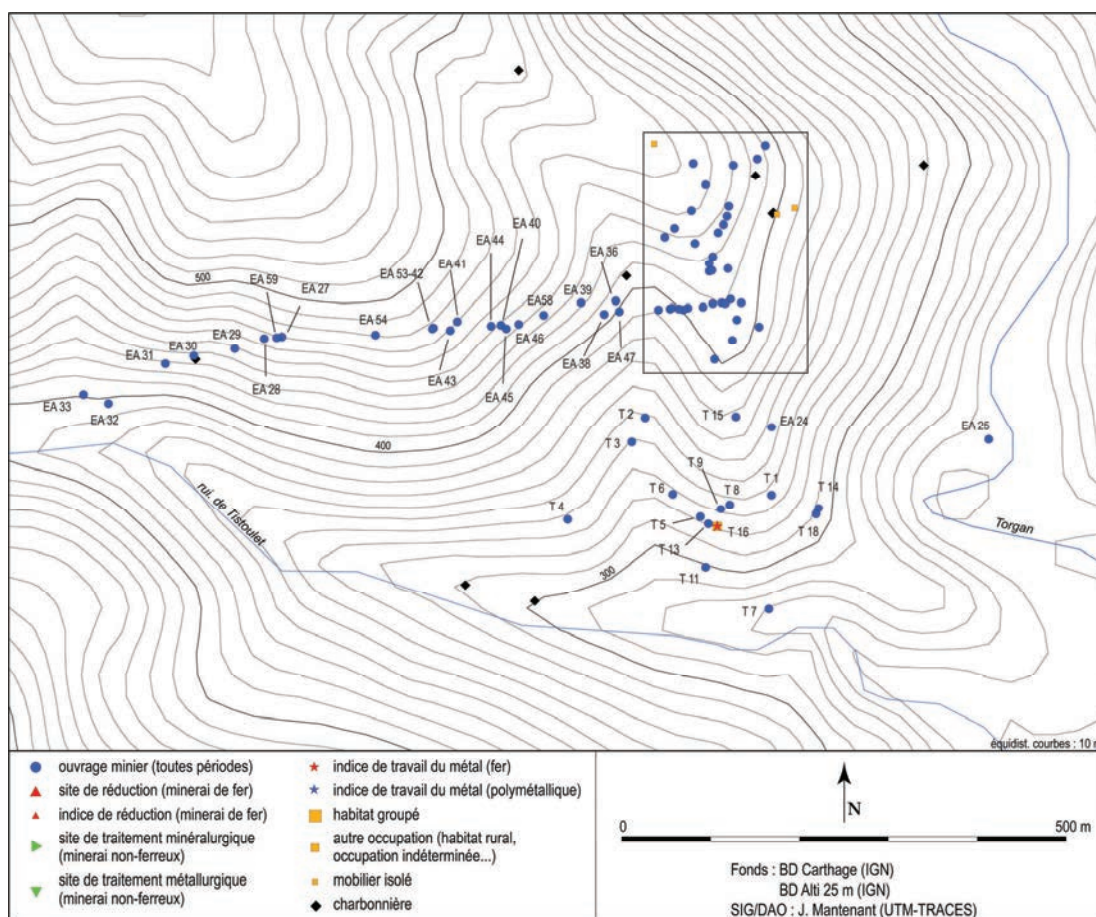 EA 40
EA 44
EA 41
EA 36
EA 53-42
EA 39
EA 59
EA 27
500
EA58
EA 54
EA 29
EA 30
EA 31
EA 46
EA 43
EA 38
EA 47
EA 28
EA 45
EA 33
EA 32
400
T 2
T 15
EA 24
T 3
EA 25
T 9
T 6
T 8
T 1
T 14
T 4
T 5
T 16
T 18
T 13
rui. de Tistoulet
Torgan
300
T 11
T 7
équidist. courbes : 10 m
ouvrage minier (toutes périodes)
site de réduction (minerai de fer)
indice de réduction (minerai de fer)
site de traitement minéralurgique
(minerai non-ferreux)
site de traitement métallurgique
(minerai non-ferreux)
indice de travail du métal (fer)
indice de travail du métal (polymétallique)
habitat groupé
autre occupation (habitat rural,
occupation indéterminée...)
mobilier isolé
charbonnière
N
0 500 m
Fonds : BD Carthage (IGN)
BD Alti 25 m (IGN)
SIG/DAO : J. Mantenant (UTM-TRACES)